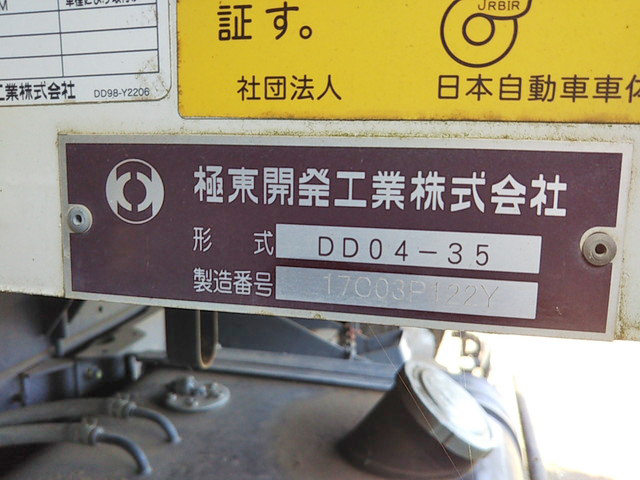 証す。
JRBIR
社団法人 日本自動車車体
工業株式会社 DD98-Y2206
極東開発工業株式会社
形式 DD04-35
製造番号